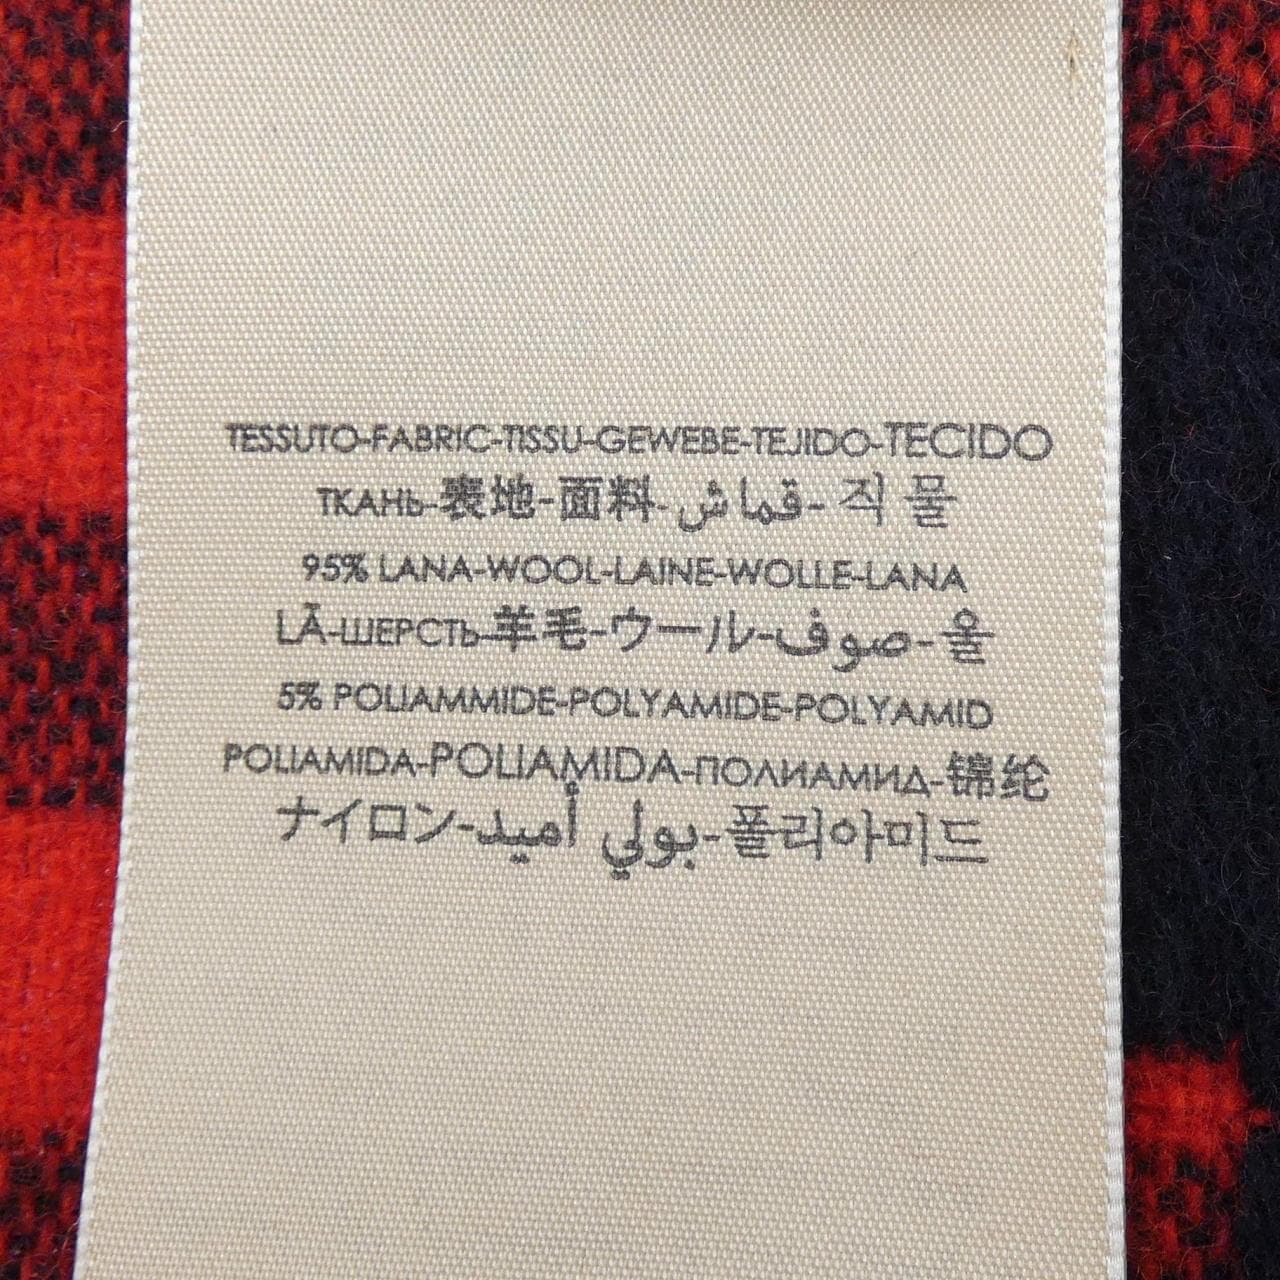 TESSUTO-FABRIC-TISSU-GEWEBE-TEJIDO-TECIDO
ТКАНЬ-表地-面料-قماش-직물
95% LANA-WOOL-LAINE-WOLLE-LANA
LÃ-ШЕРСТЬ-羊毛-ウール-صوف-울
5% POLIAMMIDE-POLYAMIDE-POLYAMID
POLIAMIDA-POLIAMIDA-ПОЛИАМИД-锦纶
ナイロン-بولي أميد-폴리아미드